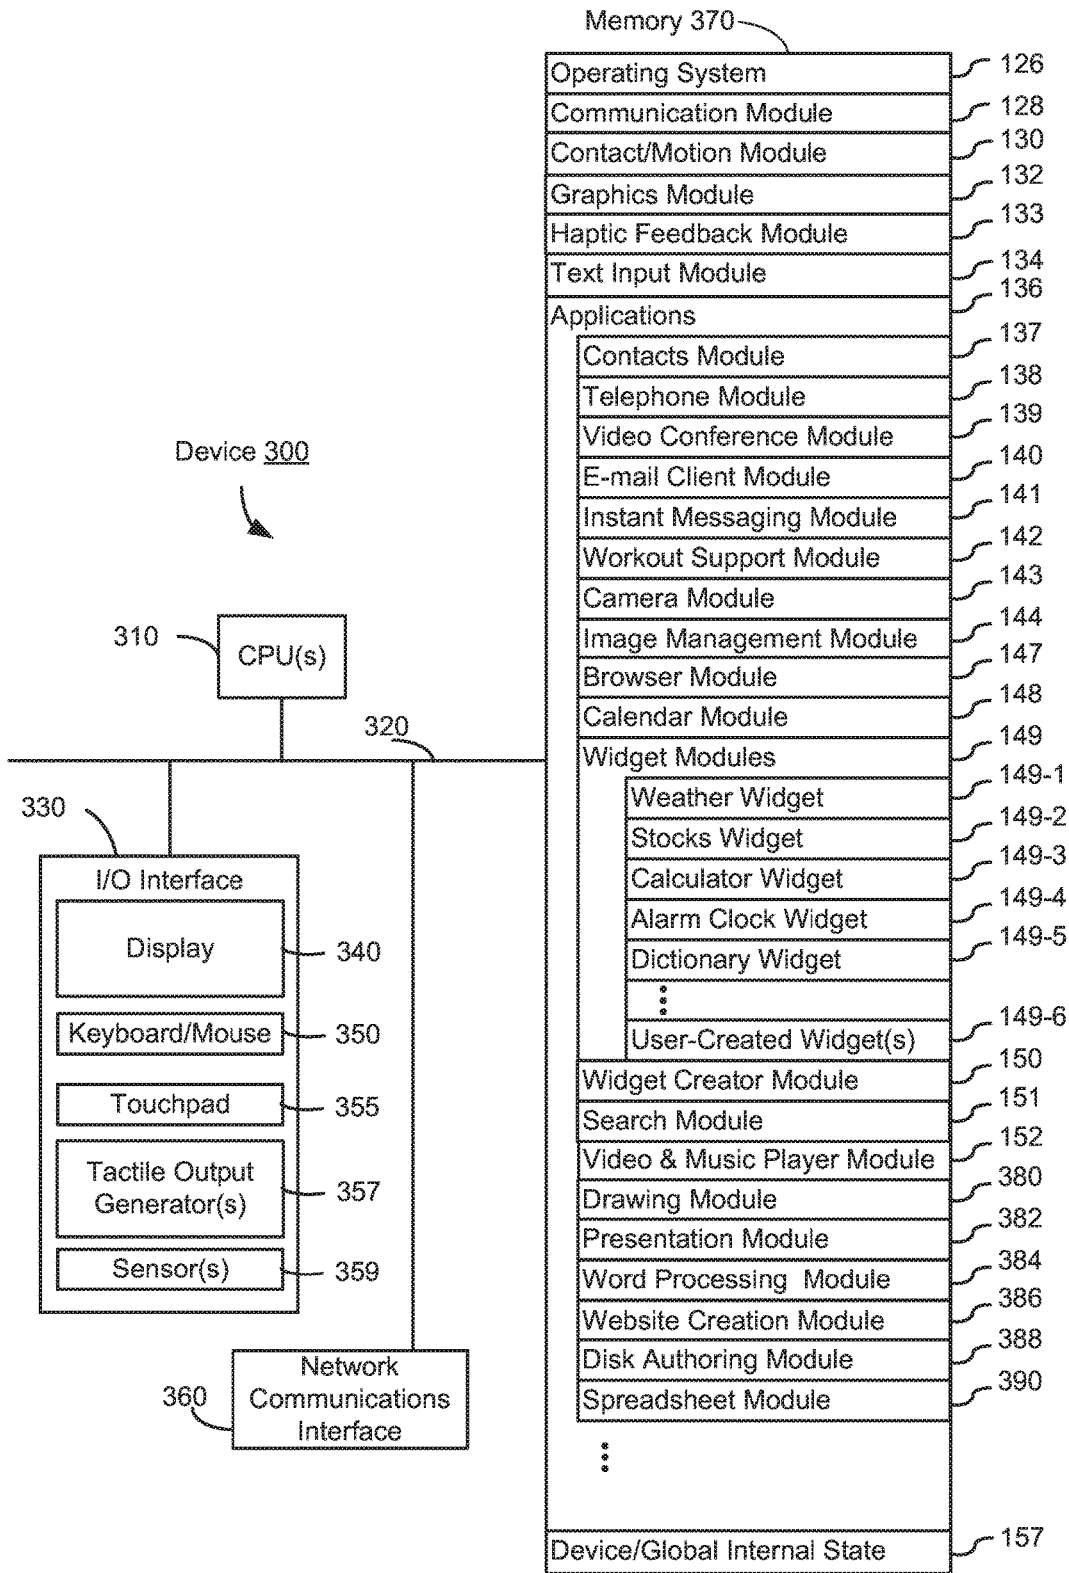 Memory 370
Operating System 126
Communication Module 128
Contact/Motion Module 130
Graphics Module 132
Haptic Feedback Module 133
Text Input Module 134
Applications 136
Contacts Module 137
Telephone Module 138
Video Conference Module 139
E-mail Client Module 140
Instant Messaging Module 141
Workout Support Module 142
Camera Module 143
Image Management Module 144
Browser Module 147
Calendar Module 148
Widget Modules 149
Weather Widget 149-1
Stocks Widget 149-2
Calculator Widget 149-3
Alarm Clock Widget 149-4
Dictionary Widget 149-5
User-Created Widget(s) 149-6
Widget Creator Module 150
Search Module 151
Video & Music Player Module 152
Drawing Module 380
Presentation Module 382
Word Processing Module 384
Website Creation Module 386
Disk Authoring Module 388
Spreadsheet Module 390
Device/Global Internal State 157
Device 300
310
CPU(s)
320
330
I/O Interface
Display 340
Keyboard/Mouse 350
Touchpad 355
Tactile Output
Generator(s) 357
Sensor(s) 359
360
Network
Communications
Interface